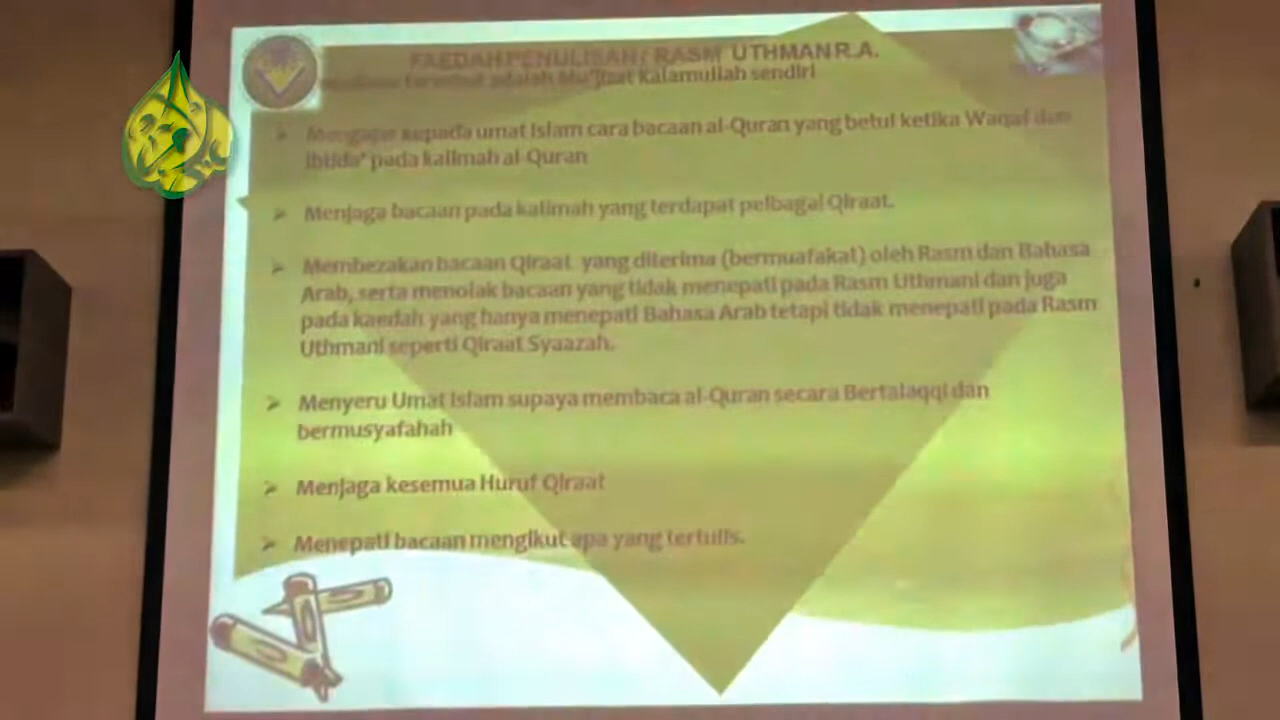 FAEDAH PENULISAN / RASM UTHMAN R.A.
tersebut adalah Mu'jizat Kalamullah sendiri
➢ Mengajar kepada umat Islam cara bacaan al-Quran yang betul ketika Waqaf dan
Ibtida' pada kalimah al-Quran
➢ Menjaga bacaan pada kalimah yang terdapat pelbagai Qiraat.
➢ Membezakan bacaan Qiraat yang diterima (bermuafakat) oleh Rasm dan Bahasa
Arab, serta menolak bacaan yang tidak menepati pada Rasm Uthmani dan juga
pada kaedah yang hanya menepati Bahasa Arab tetapi tidak menepati pada Rasm
Uthmani seperti Qiraat Syaazah.
➢ Menyeru Umat Islam supaya membaca al-Quran secara Bertalaqqi dan
bermusyafahah
➢ Menjaga kesemua Huruf Qiraat
➢ Menepati bacaan mengikut apa yang tertulis.